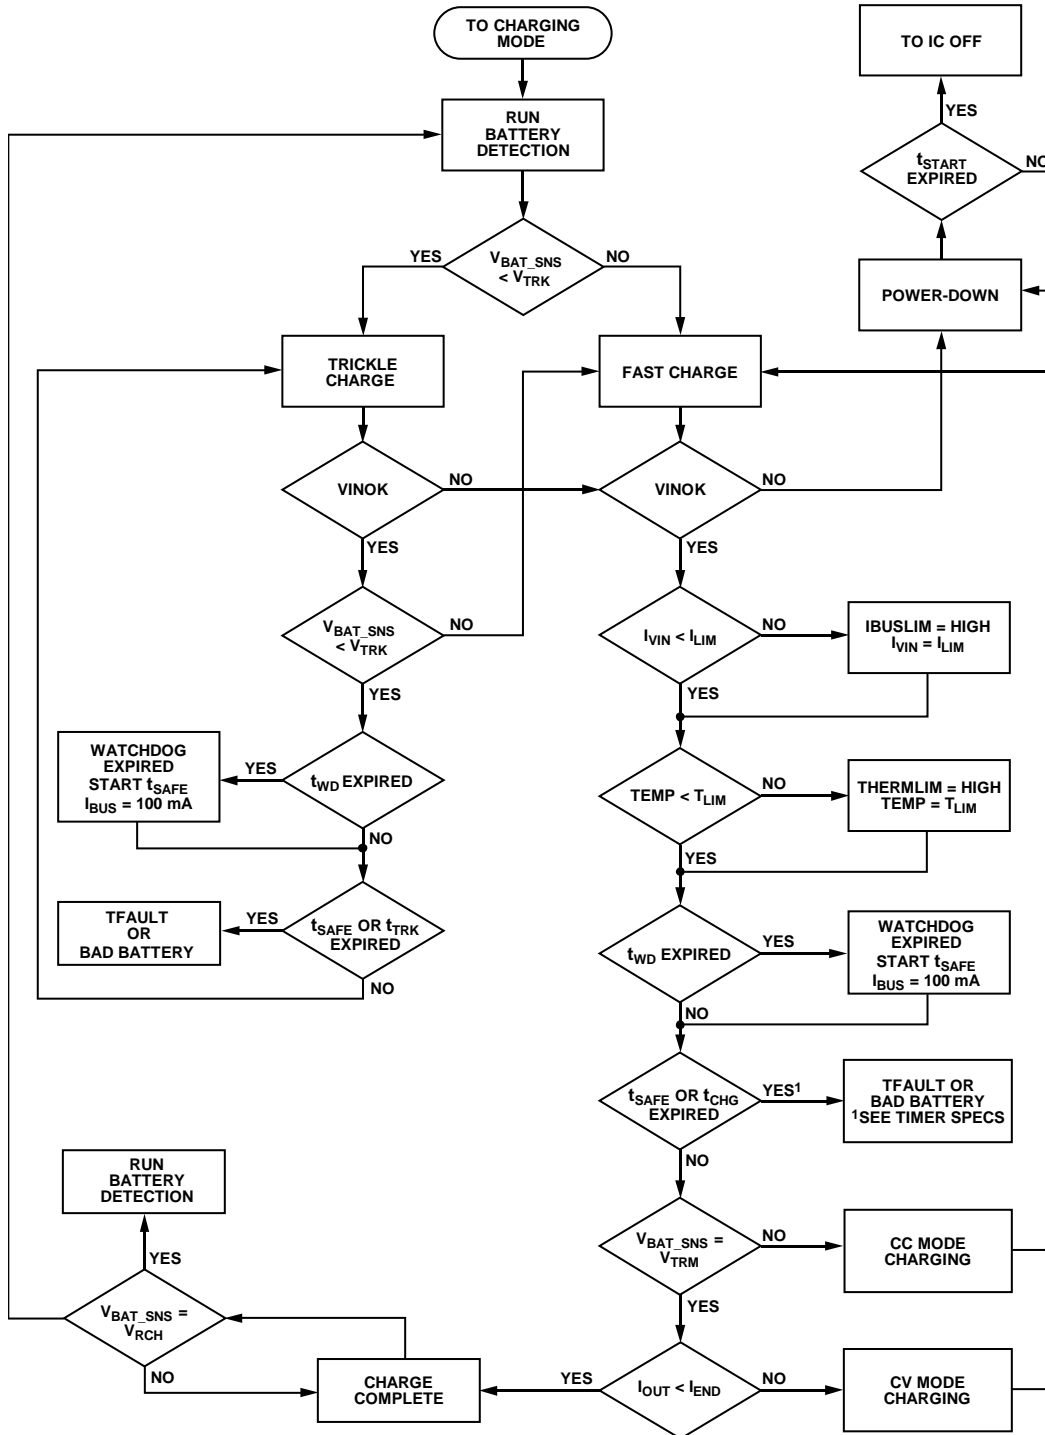 TO CHARGING
MODE
TO IC OFF
YES
RUN
BATTERY
DETECTION
tSTART
EXPIRED
NO
YES
VBAT_SNS
< VTRK
NO
POWER-DOWN
TRICKLE
CHARGE
FAST CHARGE
VINOK
NO
VINOK
NO
YES
YES
VBAT_SNS
< VTRK
NO
IVIN < ILIM
NO
IBUSLIM = HIGH
IVIN = ILIM
YES
YES
WATCHDOG
EXPIRED
START tSAFE
IBUS = 100 mA
YES
tWD EXPIRED
NO
TEMP < TLIM
NO
THERMLIM = HIGH
TEMP = TLIM
YES
TFAULT
OR
BAD BATTERY
YES
tSAFE OR tTRK
EXPIRED
NO
tWD EXPIRED
YES
WATCHDOG
EXPIRED
START tSAFE
IBUS = 100 mA
NO
tSAFE OR tCHG
EXPIRED
YES1
TFAULT OR
BAD BATTERY
1SEE TIMER SPECS
NO
RUN
BATTERY
DETECTION
YES
VBAT_SNS =
VTRM
NO
CC MODE
CHARGING
YES
VBAT_SNS =
VRCH
NO
CHARGE
COMPLETE
YES
IOUT < IEND
NO
CV MODE
CHARGING